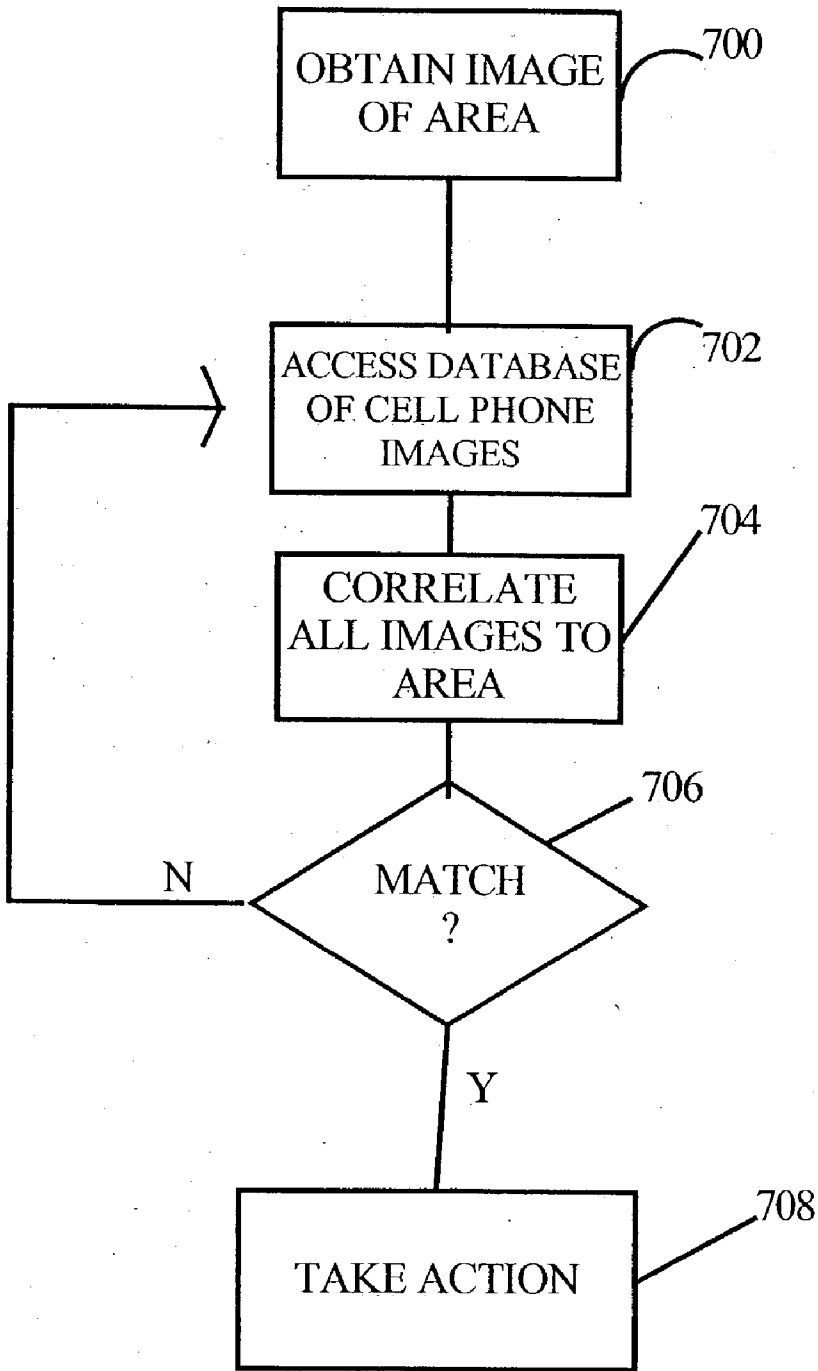 OBTAIN IMAGE
OF AREA
700
ACCESS DATABASE
OF CELL PHONE
IMAGES
702
CORRELATE
ALL IMAGES TO
AREA
704
MATCH
?
706
N
Y
TAKE ACTION
708